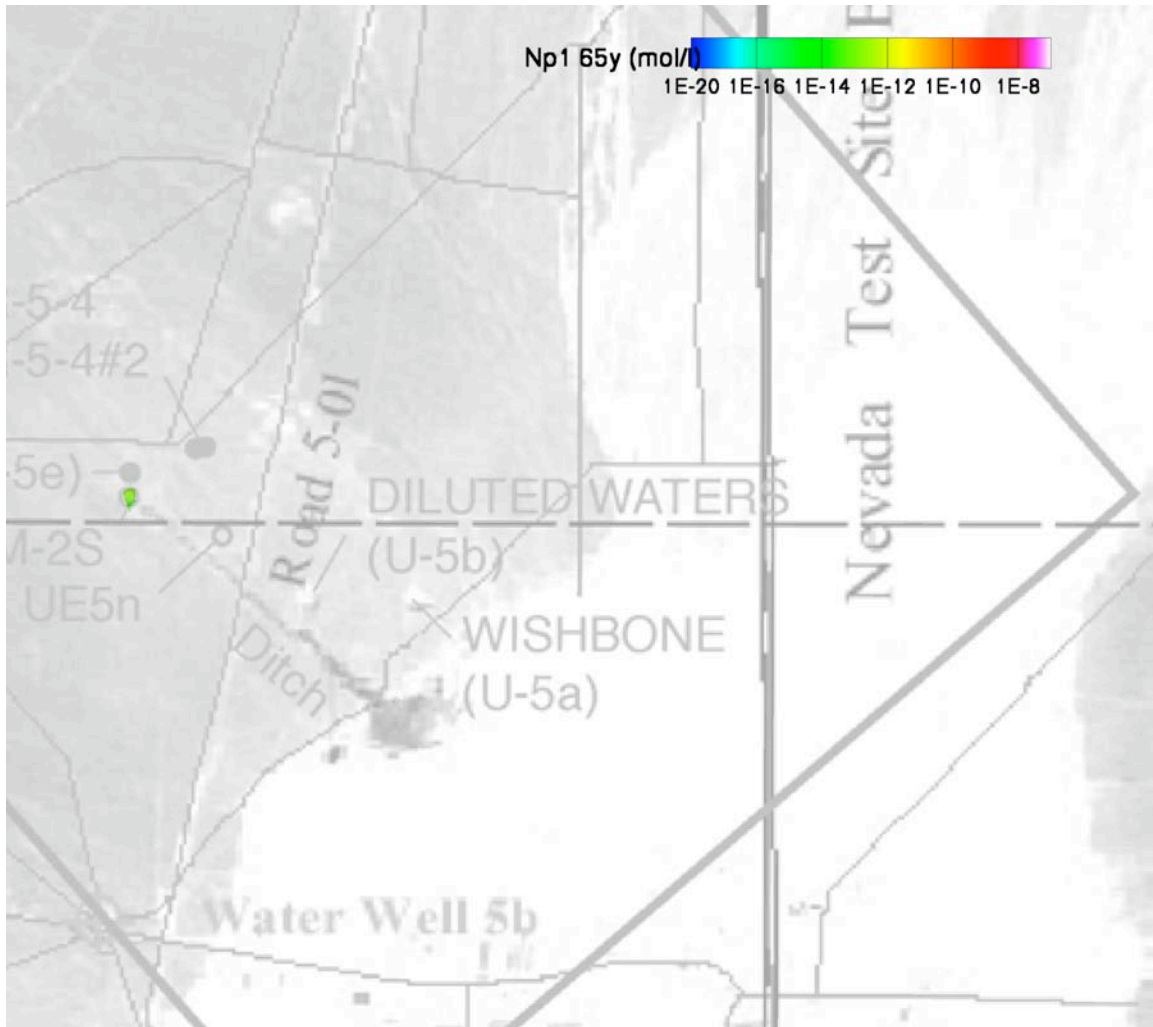 Np1 65y (mol/l)
1E-20 1E-16 1E-14 1E-12 1E-10 1E-8
Nevada Test Site
-5-4
-5-4#2
Road 5-01
-5e)
DILUTED WATERS
(U-5b)
M-2S
UE5n
WISHBONE
(U-5a)
Ditch
Water Well 5b